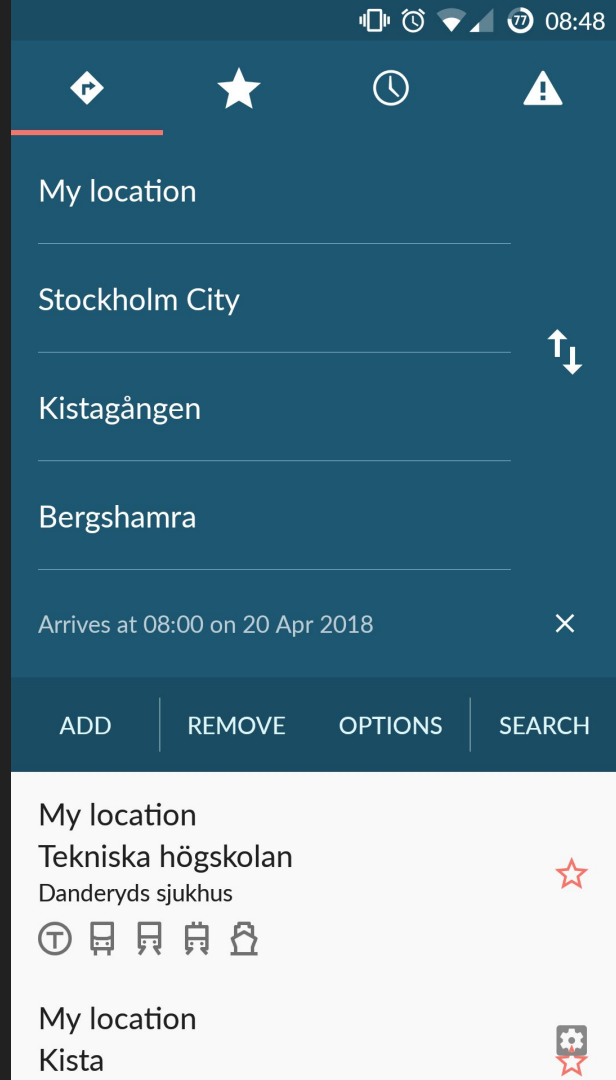 77 08:48
My location
Stockholm City
Kistagången
Bergshamra
Arrives at 08:00 on 20 Apr 2018
ADD REMOVE OPTIONS SEARCH
My location
Tekniska högskolan
Danderyds sjukhus
T
My location
Kista